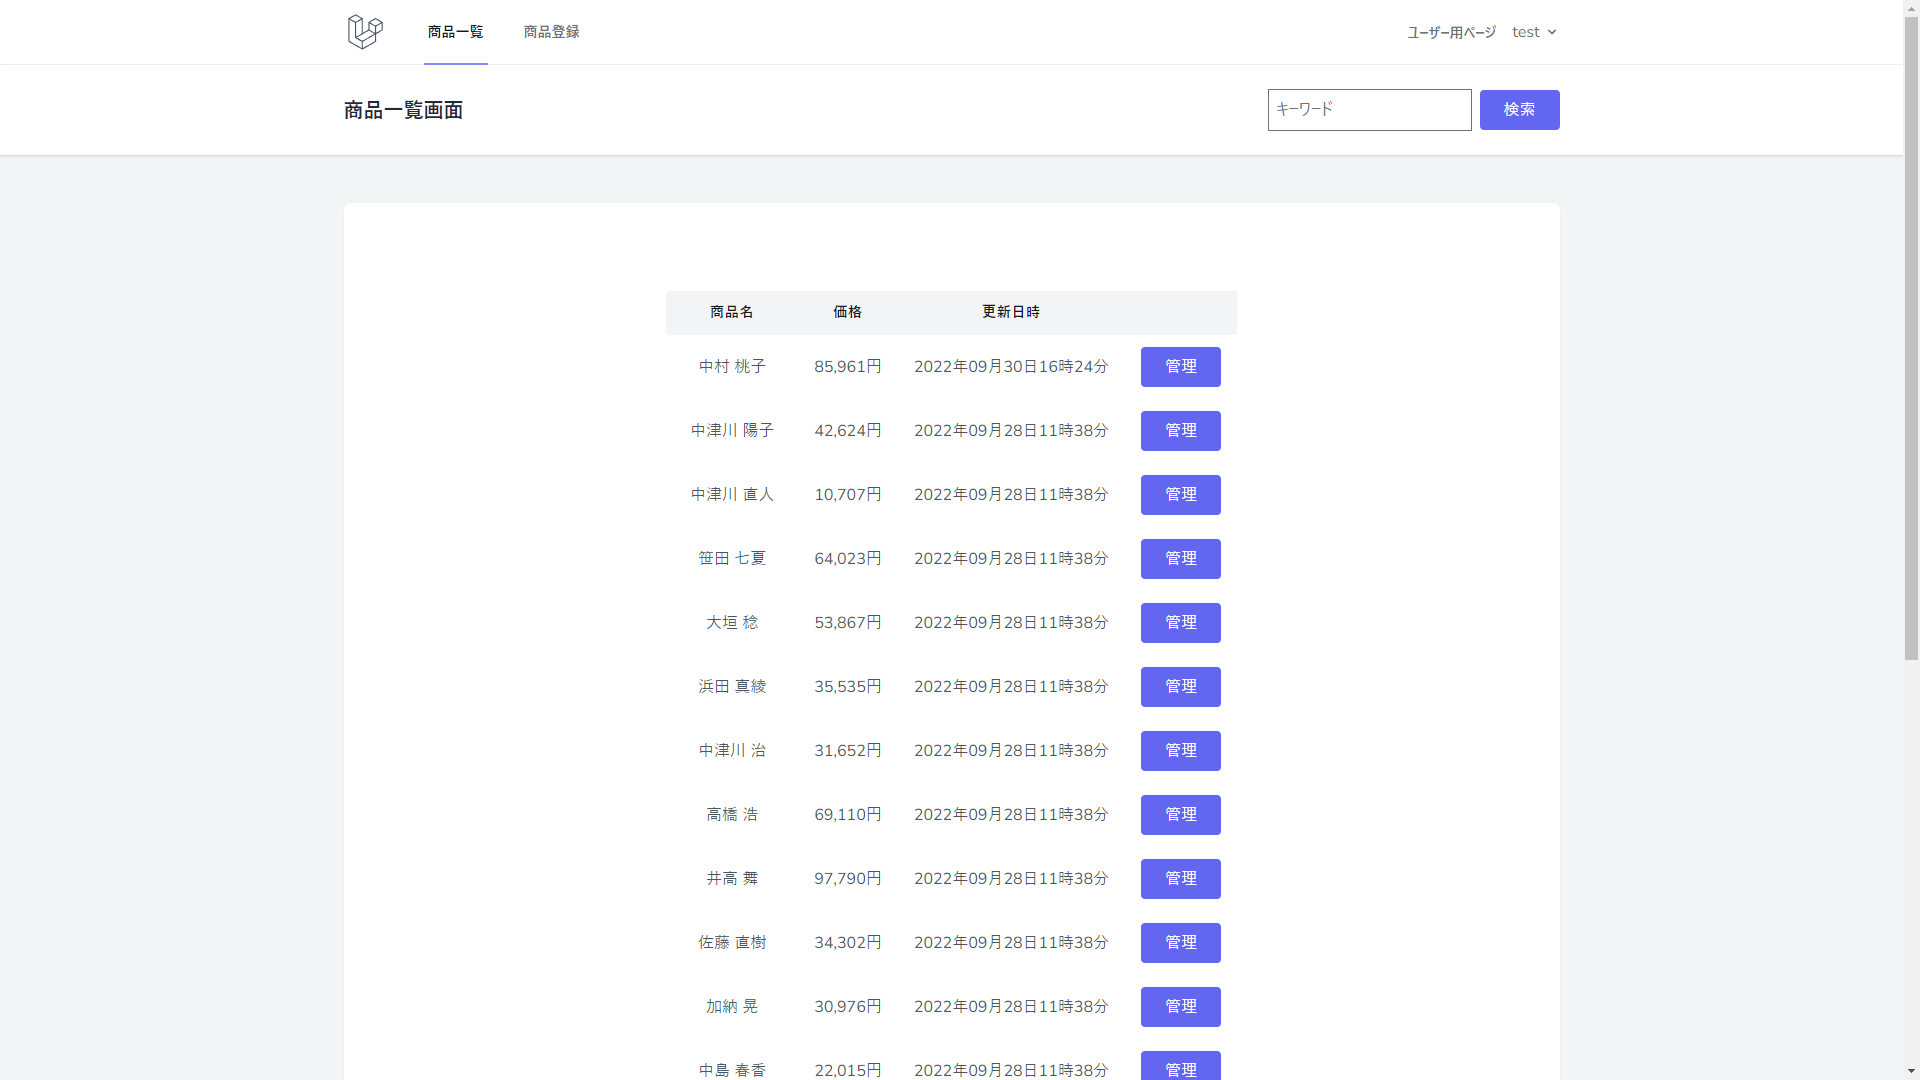 商品一覧 商品登録 ユーザー用ページ test
商品一覧画面 キーワード 検索
商品名 価格 更新日時
中村 桃子 85,961円 2022年09月30日16時24分 管理
中津川 陽子 42,624円 2022年09月28日11時38分 管理
中津川 直人 10,707円 2022年09月28日11時38分 管理
笹田 七夏 64,023円 2022年09月28日11時38分 管理
大垣 稔 53,867円 2022年09月28日11時38分 管理
浜田 真綾 35,535円 2022年09月28日11時38分 管理
中津川 治 31,652円 2022年09月28日11時38分 管理
高橋 浩 69,110円 2022年09月28日11時38分 管理
井高 舞 97,790円 2022年09月28日11時38分 管理
佐藤 直樹 34,302円 2022年09月28日11時38分 管理
加納 晃 30,976円 2022年09月28日11時38分 管理
中島 春香 22,015円 2022年09月28日11時38分 管理